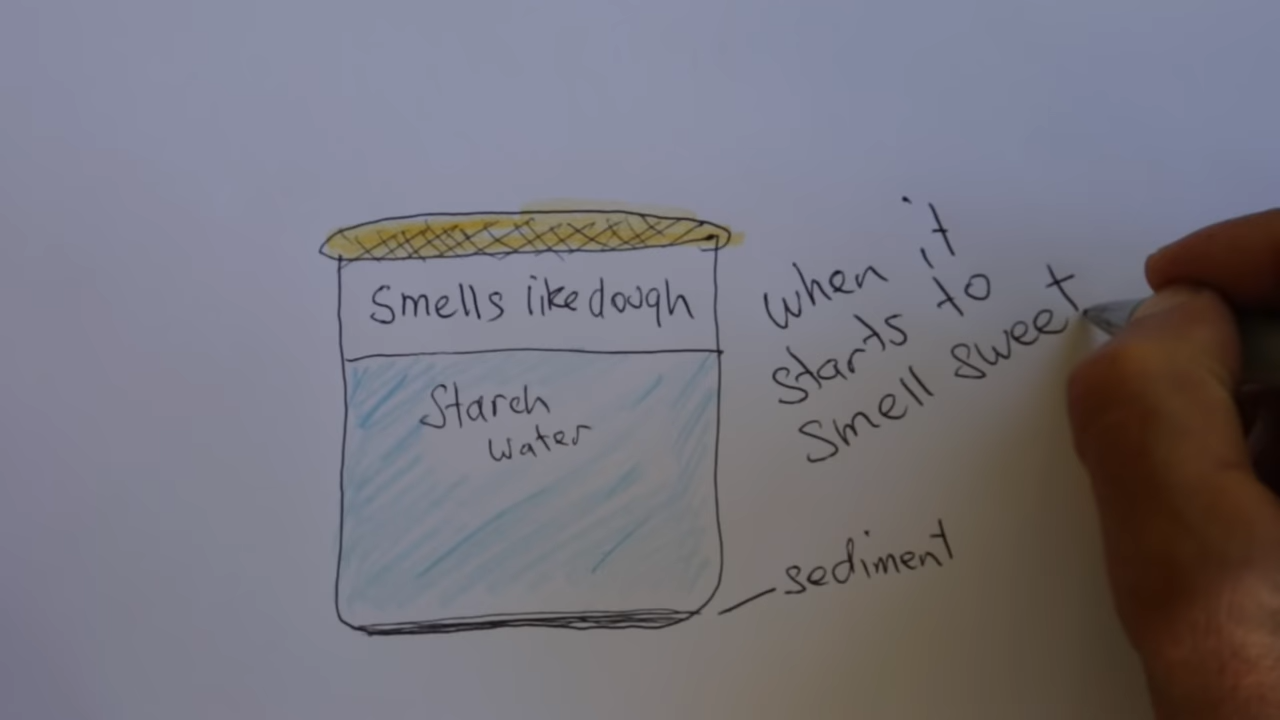 Smells like dough
Starch
Water
when it
starts to
smell sweet
sediment